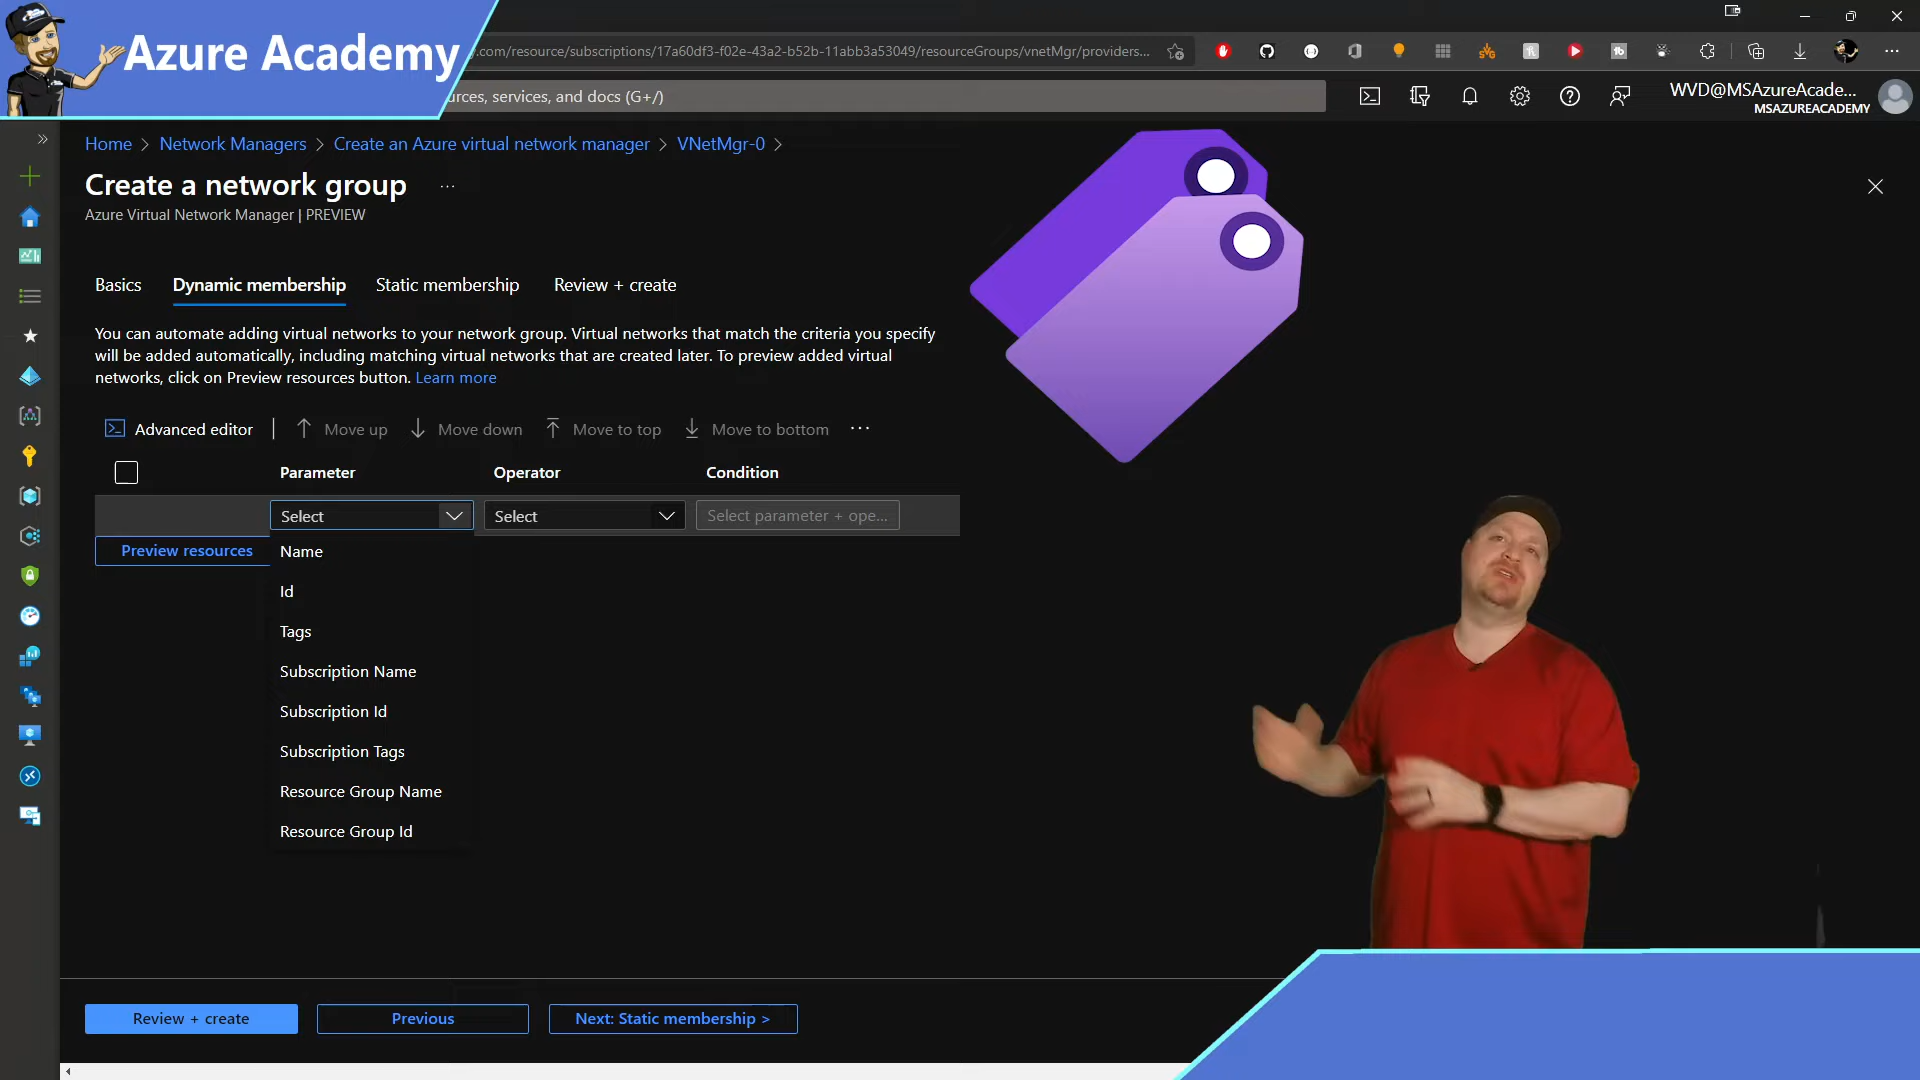 Azure Academy
.com/resource/subscriptions/17a60df3-f02e-43a2-b52b-11abb3a53049/resourceGroups/vnetMgr/providers...
urces, services, and docs (G+/)
WVD@MSAzureAcade...
MSAZUREACADEMY
Home > Network Managers > Create an Azure virtual network manager > VNetMgr-0 >
Create a network group ...
Azure Virtual Network Manager | PREVIEW
Basics Dynamic membership Static membership Review + create
You can automate adding virtual networks to your network group. Virtual networks that match the criteria you specify
will be added automatically, including matching virtual networks that are created later. To preview added virtual
networks, click on Preview resources button. Learn more
Advanced editor | Move up Move down Move to top Move to bottom ...
Parameter Operator Condition
Select Select Select parameter + ope...
Preview resources
Name
Id
Tags
Subscription Name
Subscription Id
Subscription Tags
Resource Group Name
Resource Group Id
Review + create Previous Next: Static membership >